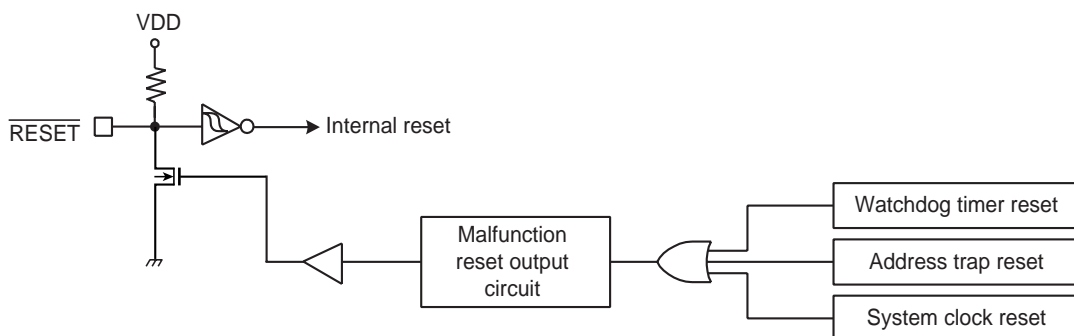 VDD
RESET
Internal reset
Malfunction
reset output
circuit
Watchdog timer reset
Address trap reset
System clock reset